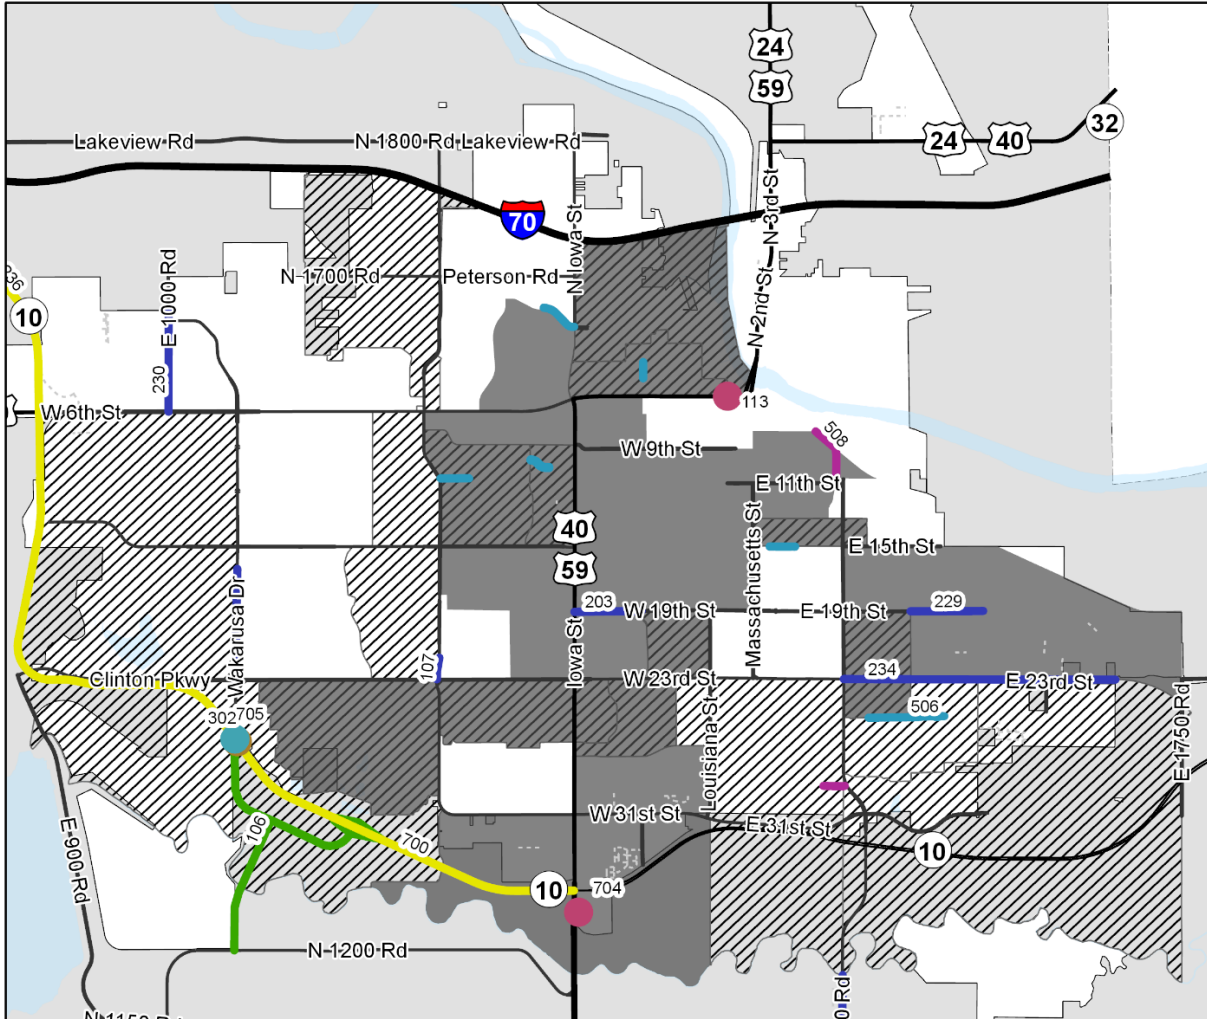 24
59
Lakeview Rd
N 1800 Rd
Lakeview Rd
24
40
32
70
N 3rd St
N Iowa St
236
10
E 1000 Rd
N 1700 Rd
Peterson Rd
N 2nd St
230
W 6th St
113
508
W 9th St
E 11th St
40
59
Massachusetts St
E 15th St
Wakarusa Dr
203
W 19th St
E 19th St
229
107
Iowa St
Clinton Pkwy
W 23rd St
234
E 23rd St
302
705
506
Louisiana St
E 1750 Rd
106
700
W 31st St
E 31st St
10
E 900 Rd
10
704
N 1200 Rd
0 Rd